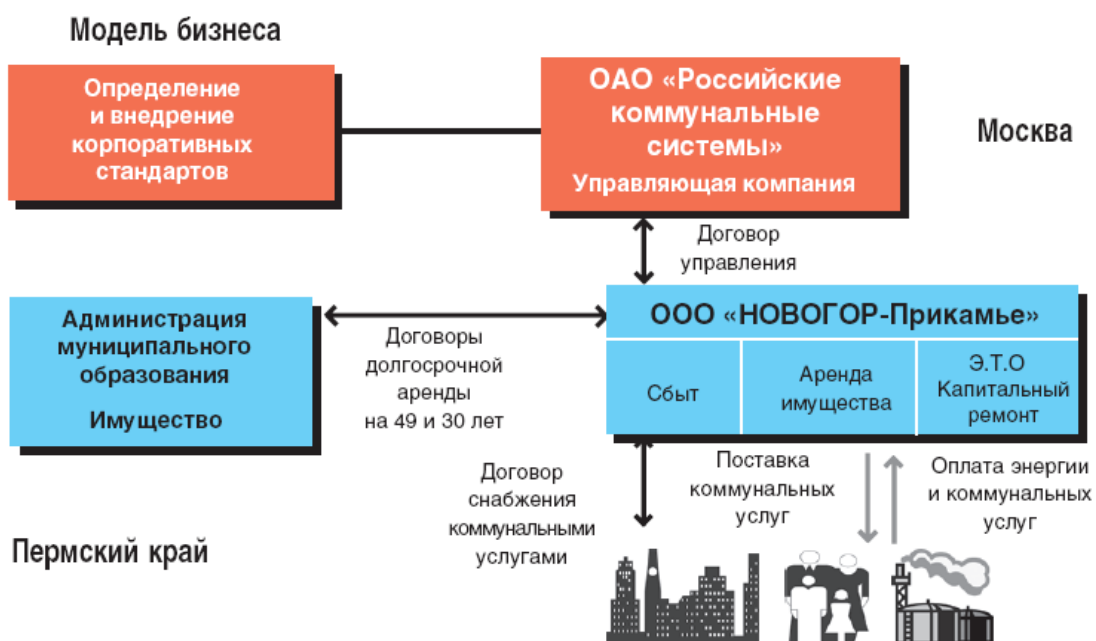 Модель бизнеса
Определение
и внедрение
корпоративных
стандартов
ОАО «Российские
коммунальные
системы»
Управляющая компания
Москва
Договор
управления
Администрация
муниципального
образования
Имущество
Договоры
долгосрочной
аренды
на 49 и 30 лет
ООО «НОВОГОР-Прикамье»
Сбыт
Аренда
имущества
Э.Т.О
Капитальный
ремонт
Договор
снабжения
коммунальными
услугами
Поставка
коммунальных
услуг
Оплата энергии
и коммунальных
услуг
Пермский край